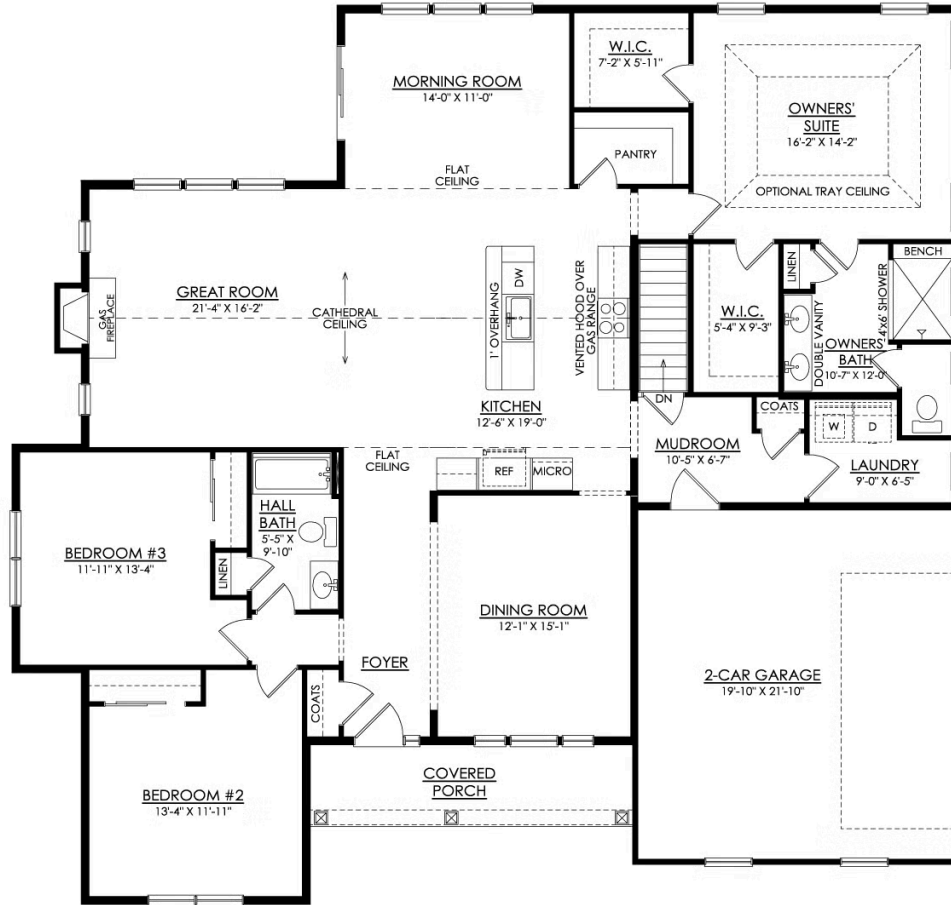 W.I.C.
7'-2" X 5'-11"
MORNING ROOM
14'-0" X 11'-0"
OWNERS'
SUITE
16'-2" X 14'-2"
PANTRY
FLAT
CEILING
OPTIONAL TRAY CEILING
BENCH
LINEN
4'x6' SHOWER
DW
1' OVERHANG
VENTED HOOD OVER
GAS RANGE
GREAT ROOM
21'-4" X 16'-2"
GAS
FIREPLACE
CATHEDRAL
CEILING
W.I.C.
5'-4" X 9'-3"
DOUBLE VANITY
OWNERS'
BATH
10'-7" X 12'-0"
KITCHEN
12'-6" X 19'-0"
DN
COATS
W
D
MUDROOM
10'-5" X 6'-7"
LAUNDRY
9'-0" X 6'-5"
FLAT
CEILING
REF
MICRO
HALL
BATH
5'-5" X
9'-10"
BEDROOM #3
11'-11" X 13'-4"
LINEN
DINING ROOM
12'-1" X 15'-1"
FOYER
COATS
2-CAR GARAGE
19'-10" X 21'-10"
COVERED
PORCH
BEDROOM #2
13'-4" X 11'-11"